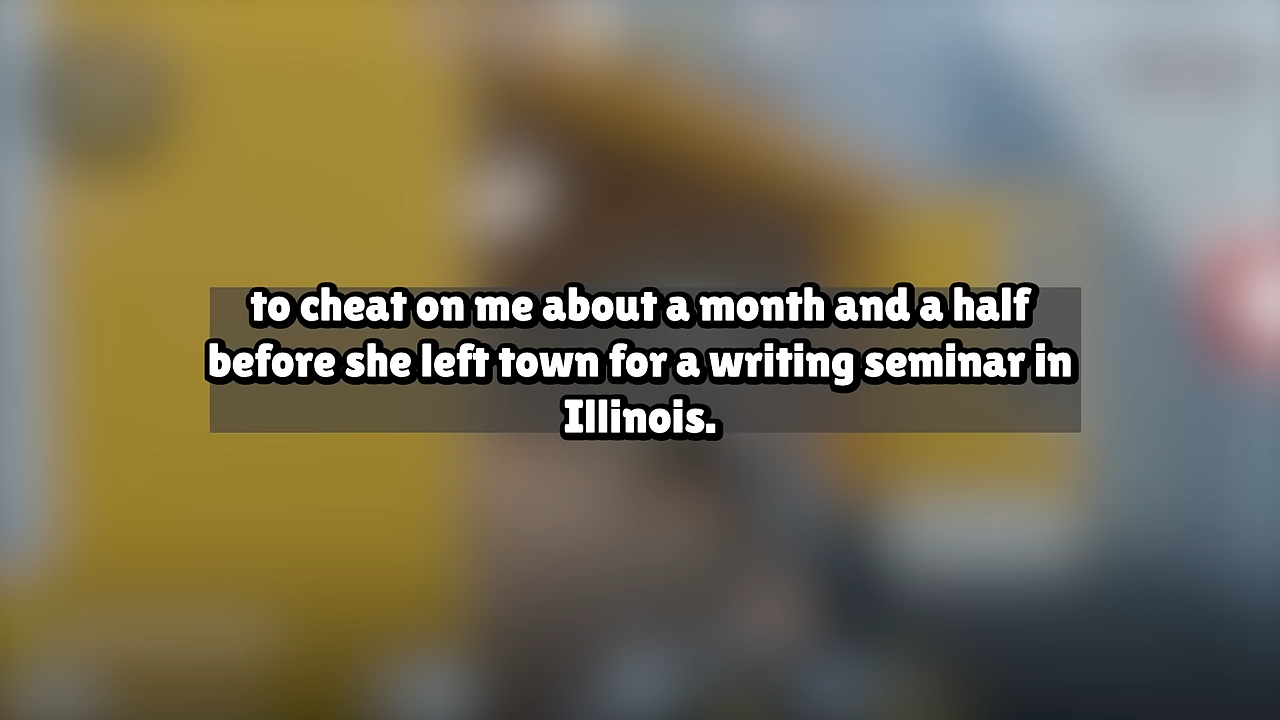 to cheat on me about a month and a half
before she left town for a writing seminar in
Illinois.